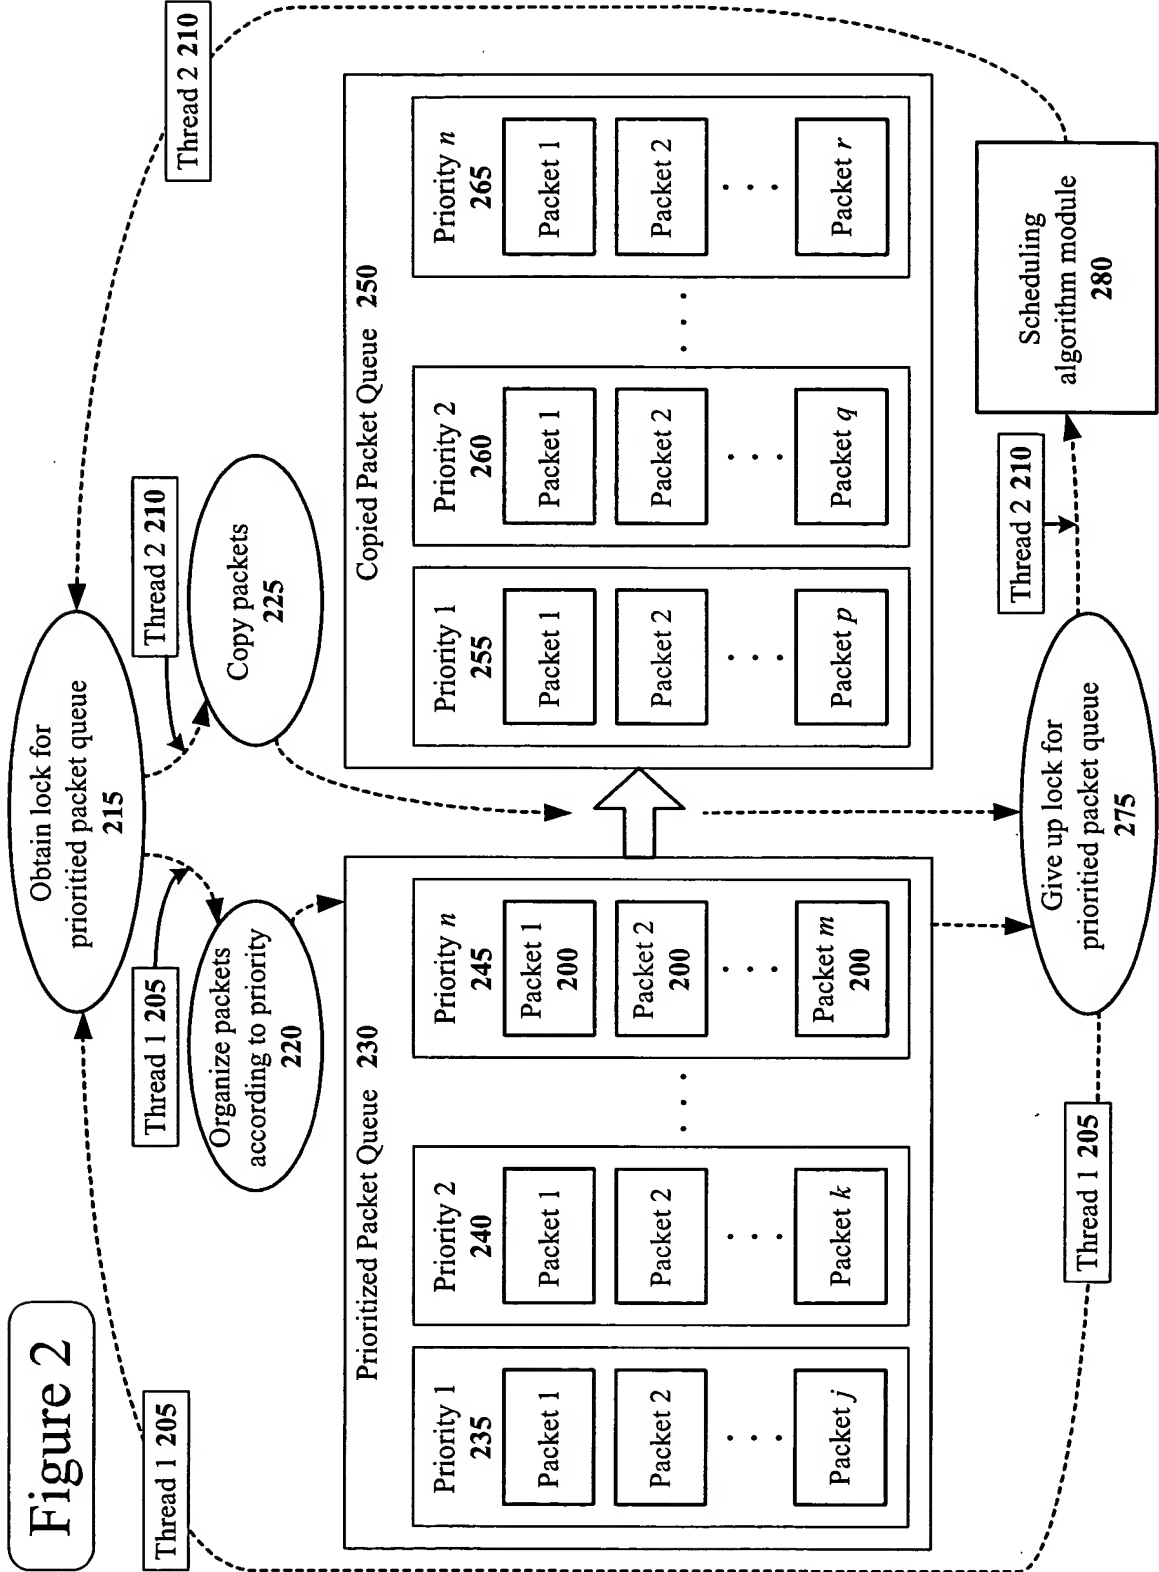 Figure 2
Thread 1 205
Thread 2 210
Obtain lock for
prioritied packet queue
215
Thread 1 205
Thread 2 210
Organize packets
according to priority
220
Copy packets
225
Prioritized Packet Queue 230
Priority 1
235
Packet 1
Packet 2
. . .
Packet j
Priority 2
240
Packet 1
Packet 2
. . .
Packet k
. . .
Priority n
245
Packet 1
200
Packet 2
200
. . .
Packet m
200
Copied Packet Queue 250
Priority 1
255
Packet 1
Packet 2
. . .
Packet p
Priority 2
260
Packet 1
Packet 2
. . .
Packet q
. . .
Priority n
265
Packet 1
Packet 2
. . .
Packet r
Thread 1 205
Give up lock for
prioritied packet queue
275
Thread 2 210
Scheduling
algorithm module
280